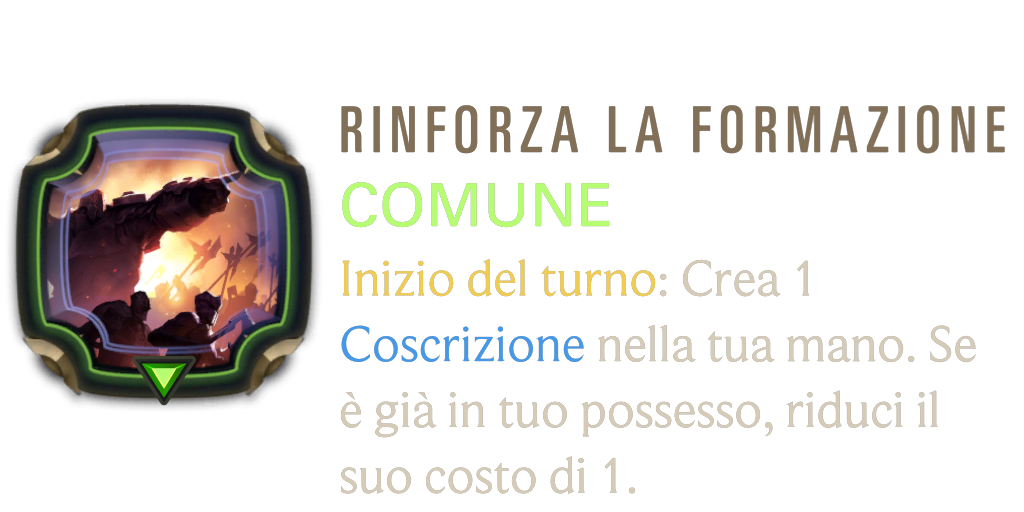 RINFORZA LA FORMAZIONE
COMUNE
Inizio del turno: Crea 1
Coscrizione nella tua mano. Se
è già in tuo possesso, riduci il
suo costo di 1.